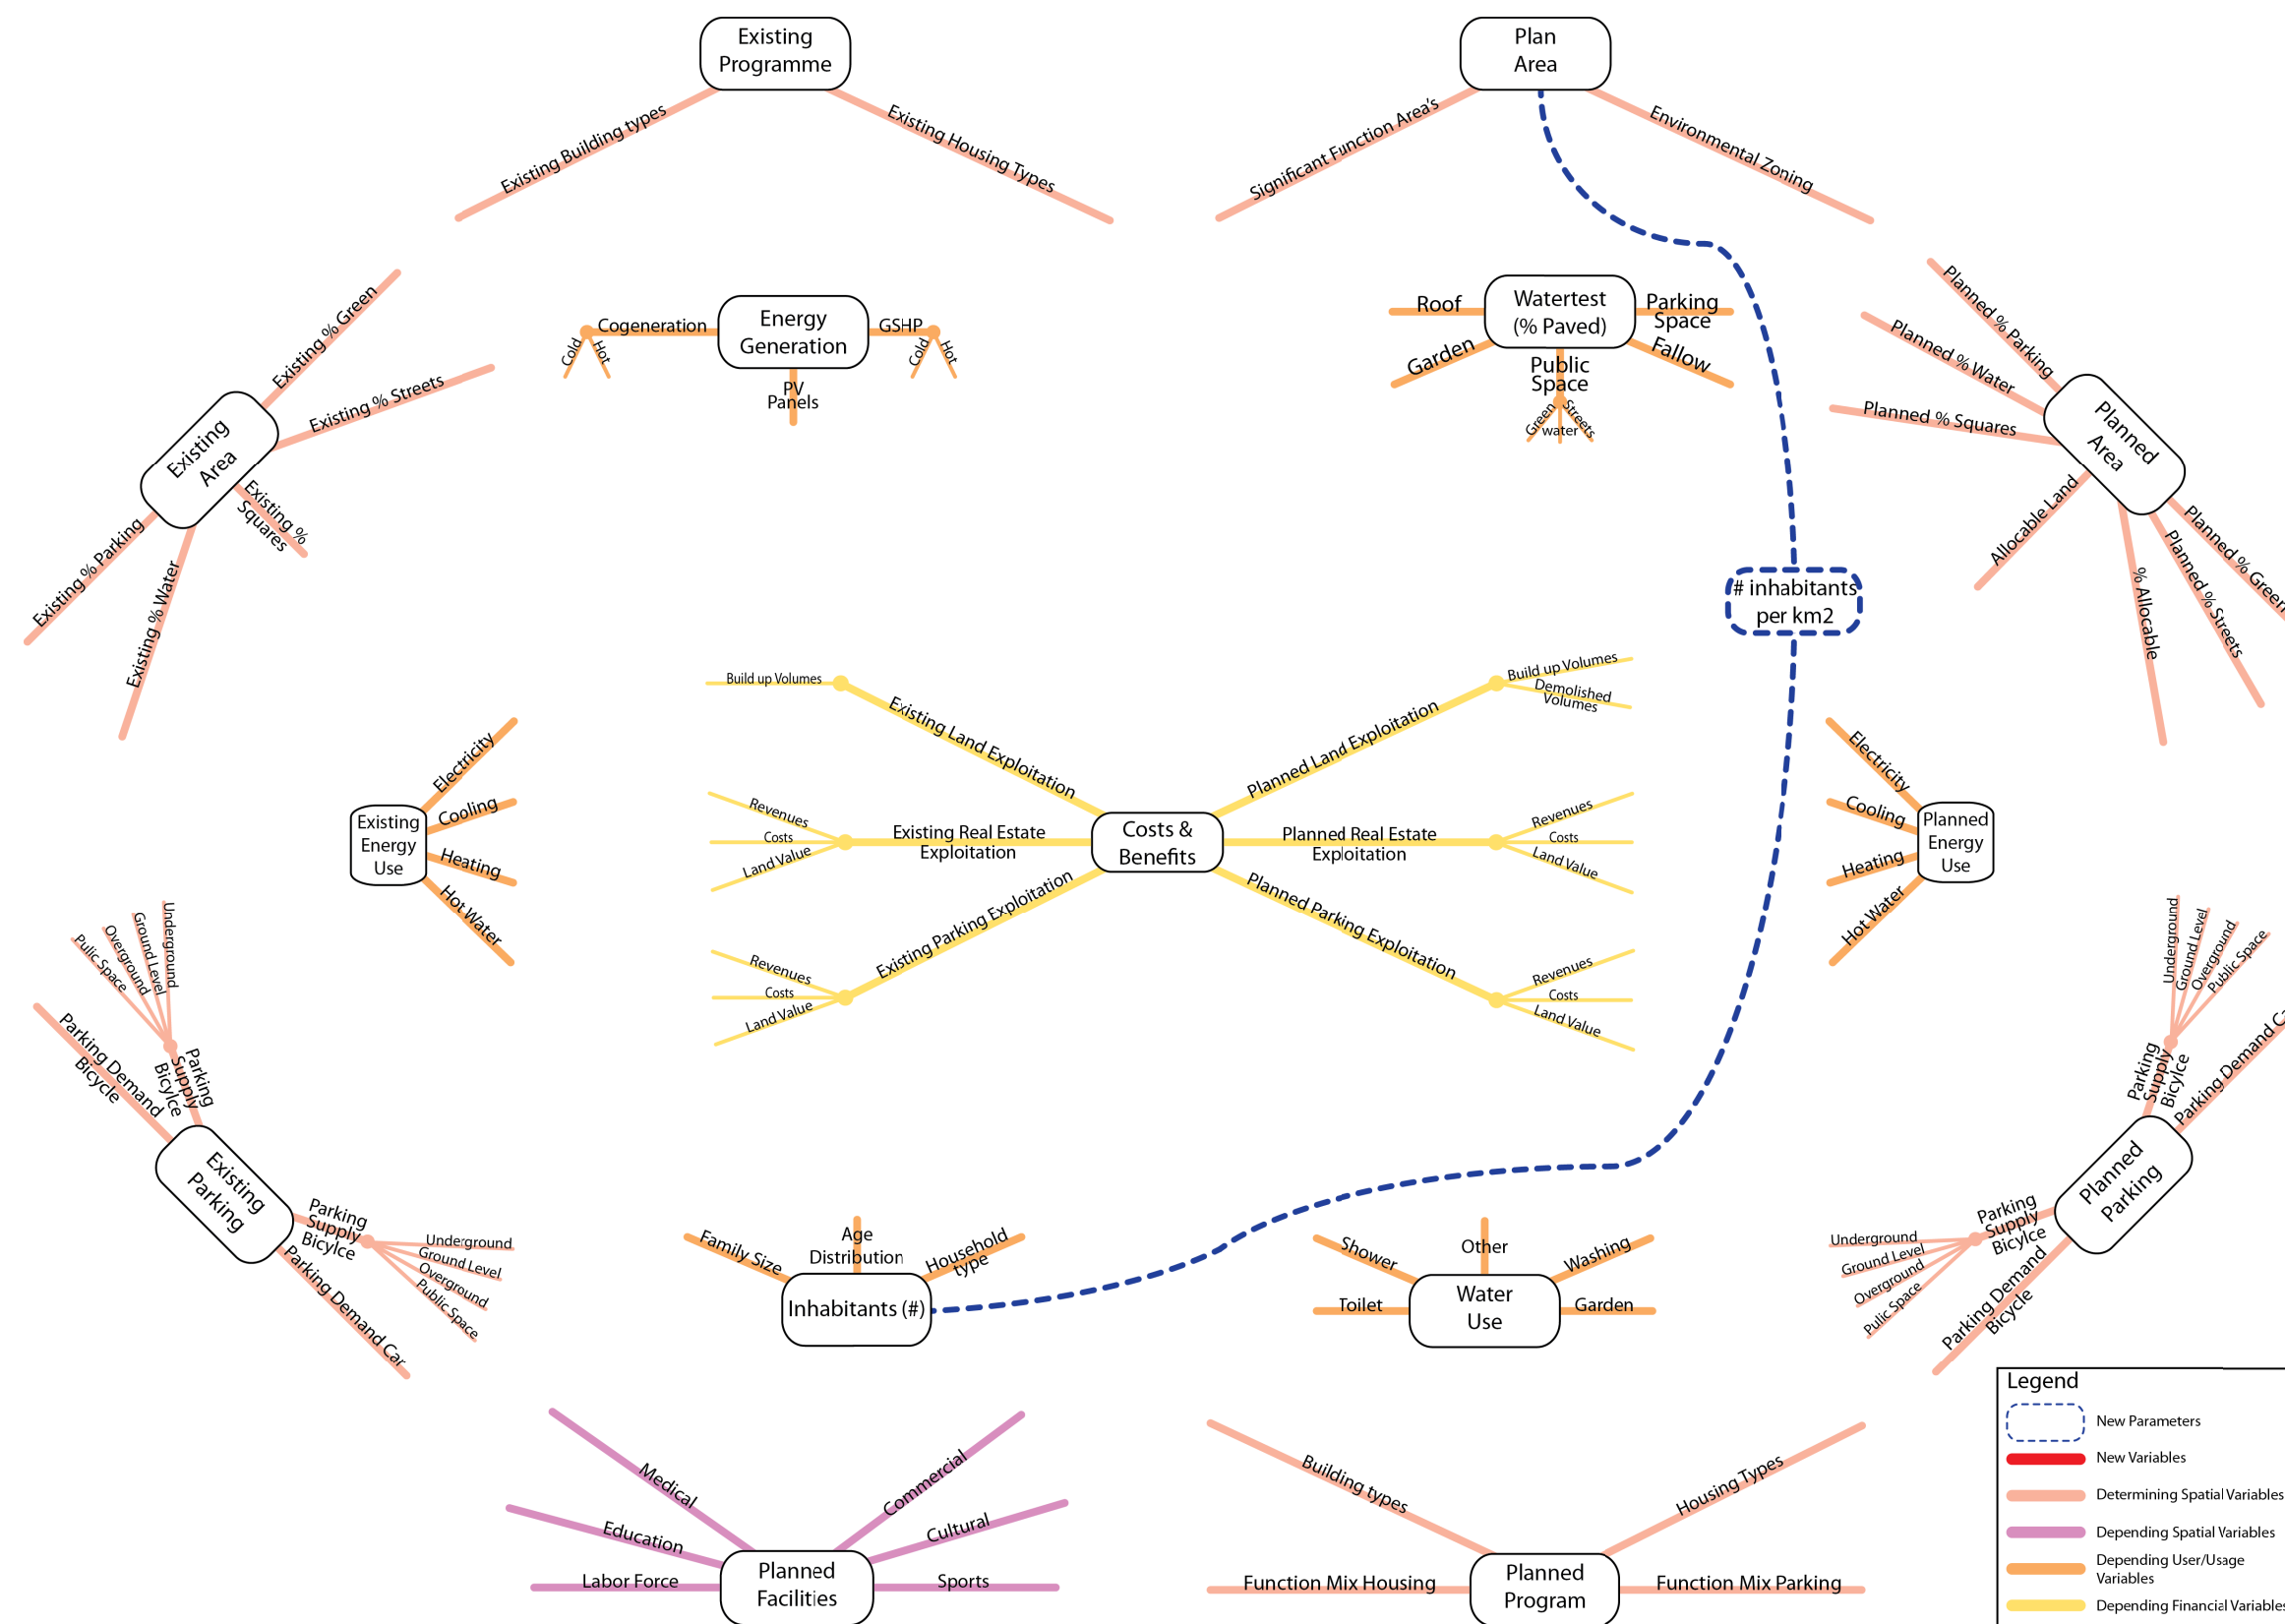 Existing
Programme
Existing Building types
Existing Housing Types
Plan
Area
Significant Function Area's
Environmental Zoning
Existing % Green
Existing % Streets
Existing
Area
Existing %
Squares
Existing % Parking
Existing % Water
Energy
Generation
Cogeneration
Cold
Hot
GSHP
Cold
Hot
PV
Panels
Watertest
(% Paved)
Roof
Parking
Space
Garden
Fallow
Public
Space
Green
water
Streets
Planned % Parking
Planned % Water
Planned % Squares
Planned
Area
Allocable Land
% Allocable
Planned % Streets
Planned % Green
# inhabitants
per km2
Build up Volumes
Existing Land Exploitation
Planned Land Exploitation
Build up Volumes
Demolished
Volumes
Revenues
Costs
Land Value
Existing Real Estate
Exploitation
Costs &
Benefits
Planned Real Estate
Exploitation
Revenues
Costs
Land Value
Revenues
Costs
Land Value
Existing Parking Exploitation
Planned Parking Exploitation
Revenues
Costs
Land Value
Existing
Energy
Use
Electricity
Cooling
Heating
Hot Water
Electricity
Cooling
Heating
Hot Water
Planned
Energy
Use
Pulic Space
Overground
Ground Level
Underground
Parking
Supply
Bicylce
Parking Demand
Bicycle
Existing
Parking
Parking
Supply
Bicylce
Underground
Ground Level
Overground
Public Space
Parking Demand Car
Underground
Ground Level
Overground
Public Space
Parking
Supply
Bicylce
Parking Demand Ca
Planned
Parking
Parking
Supply
Bicylce
Underground
Ground Level
Overground
Pulic Space
Parking Demand
Bicycle
Family Size
Age
Distribution
Household
type
Inhabitants (#)
Shower
Other
Washing
Toilet
Water
Use
Garden
Medical
Commercial
Education
Cultural
Labor Force
Planned
Facilities
Sports
Building types
Housing Types
Function Mix Housing
Planned
Program
Function Mix Parking
Legend
New Parameters
New Variables
Determining Spatial Variables
Depending Spatial Variables
Depending User/Usage
Variables
Depending Financial Variables